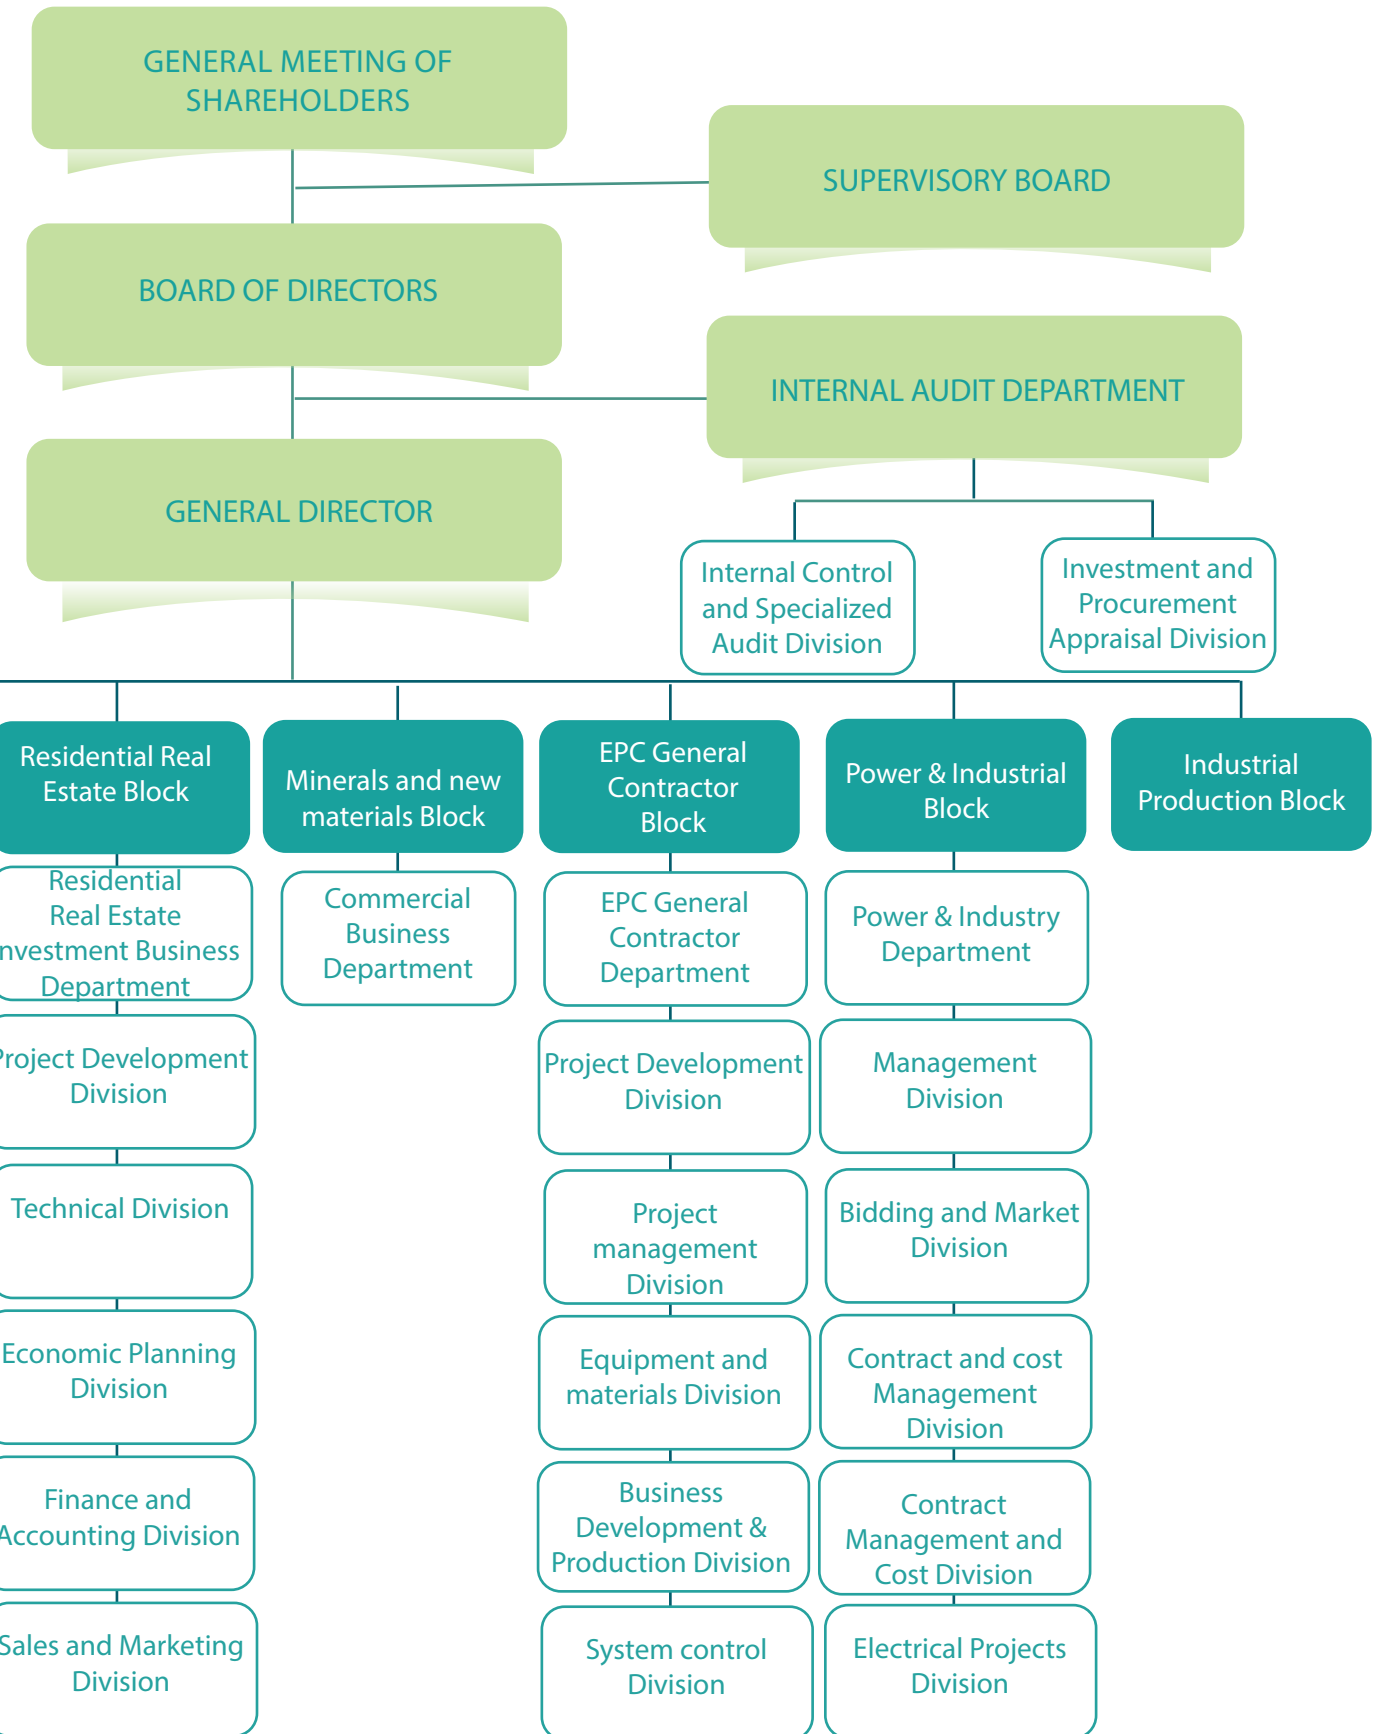 GENERAL MEETING OF
SHAREHOLDERS
SUPERVISORY BOARD
BOARD OF DIRECTORS
INTERNAL AUDIT DEPARTMENT
GENERAL DIRECTOR
Internal Control
and Specialized
Audit Division
Investment and
Procurement
Appraisal Division
Residential Real
Estate Block
Minerals and new
materials Block
EPC General
Contractor
Block
Power & Industrial
Block
Industrial
Production Block
Residential
Real Estate
nvestment Business
Department
Project Development
Division
Technical Division
Economic Planning
Division
Finance and
Accounting Division
Sales and Marketing
Division
Commercial
Business
Department
EPC General
Contractor
Department
Project Development
Division
Project
management
Division
Equipment and
materials Division
Business
Development &
Production Division
System control
Division
Power & Industry
Department
Management
Division
Bidding and Market
Division
Contract and cost
Management
Division
Contract
Management and
Cost Division
Electrical Projects
Division